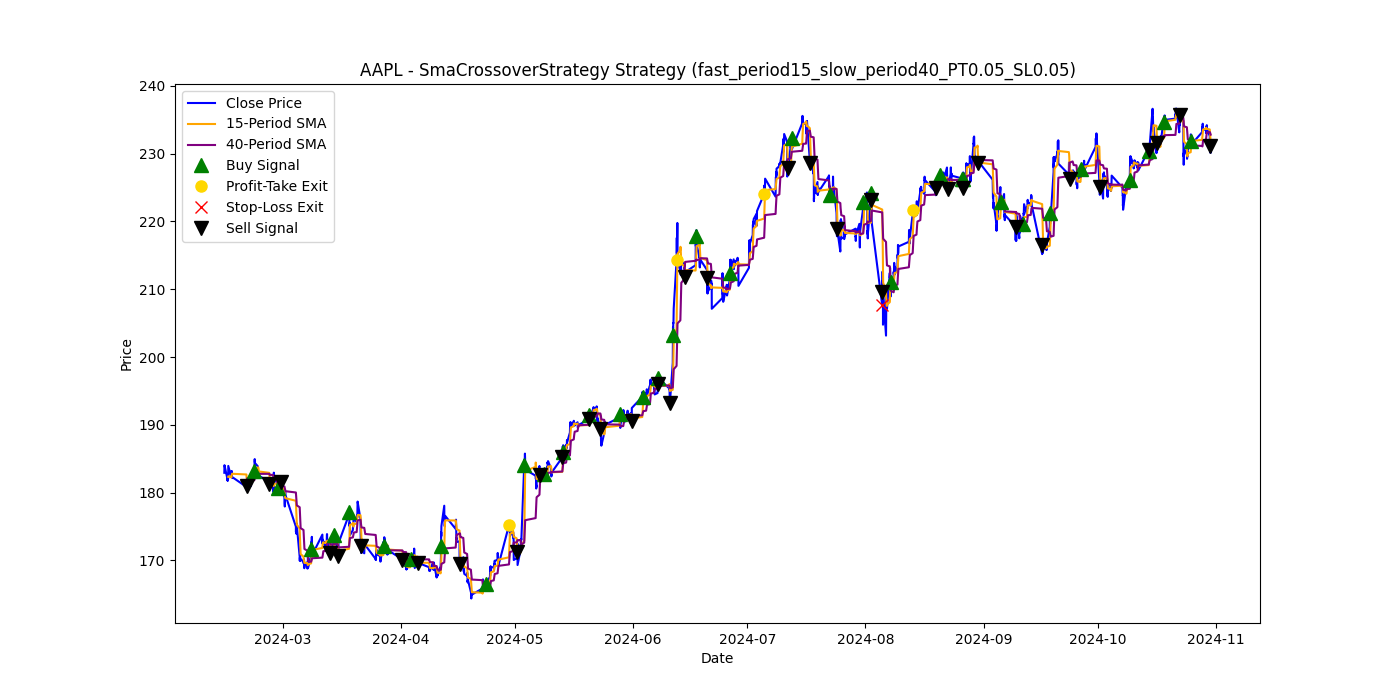 AAPL - SmaCrossoverStrategy Strategy (fast_period15_slow_period40_PT0.05_SL0.05)
Close Price
15-Period SMA
40-Period SMA
Buy Signal
Profit-Take Exit
Stop-Loss Exit
Sell Signal
Price
240
230
220
210
200
190
180
170
2024-03 2024-04 2024-05 2024-06 2024-07 2024-08 2024-09 2024-10 2024-11
Date